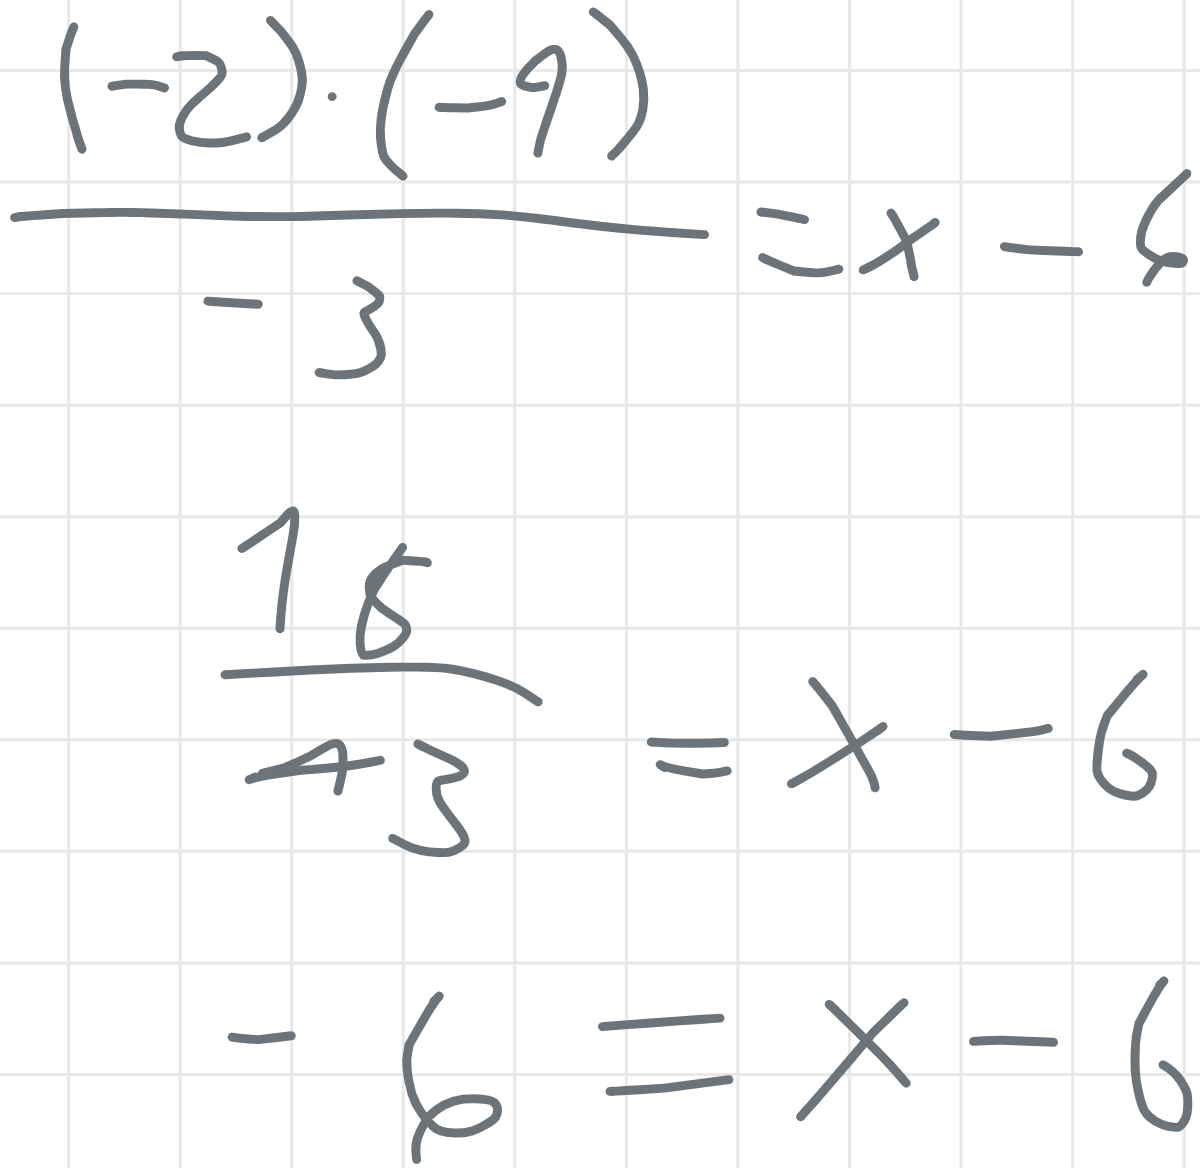 (-2) · (-9)
= x - 6
- 3
18
= x - 6
3
- 6 = x - 6